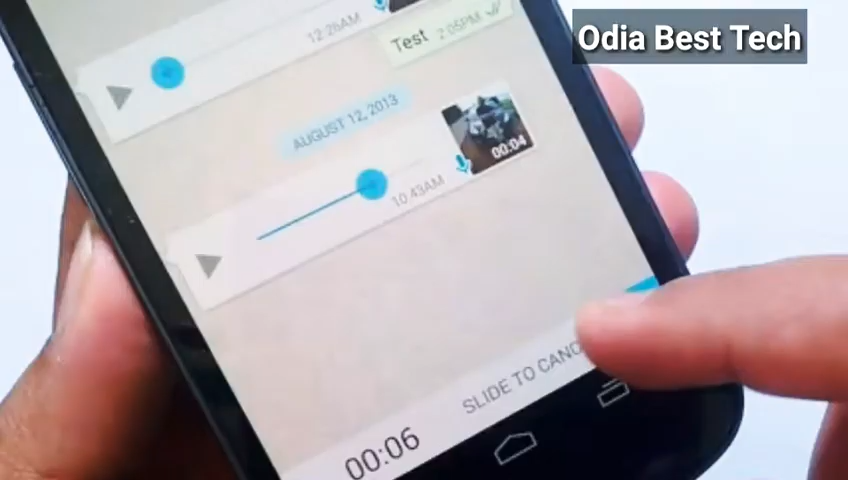 Odia Best Tech
12:26AM
Test 2:05PM
AUGUST 12, 2013
00:04
10:43AM
SLIDE TO CANC
00:06